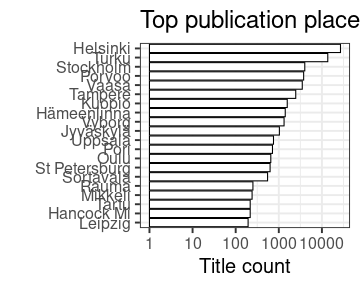 Top publication place
Helsinki
Turku
Stockholm
Porvoo
Vaasa
Tampere
Kuopio
Hämeenlinna
Vyborg
Jyväskylä
Uppsala
Pori
Oulu
St Petersburg
Sortavala
Rauma
Mikkeli
Tartu
Hancock MI
Leipzig
1 10 100 1000 10000
Title count